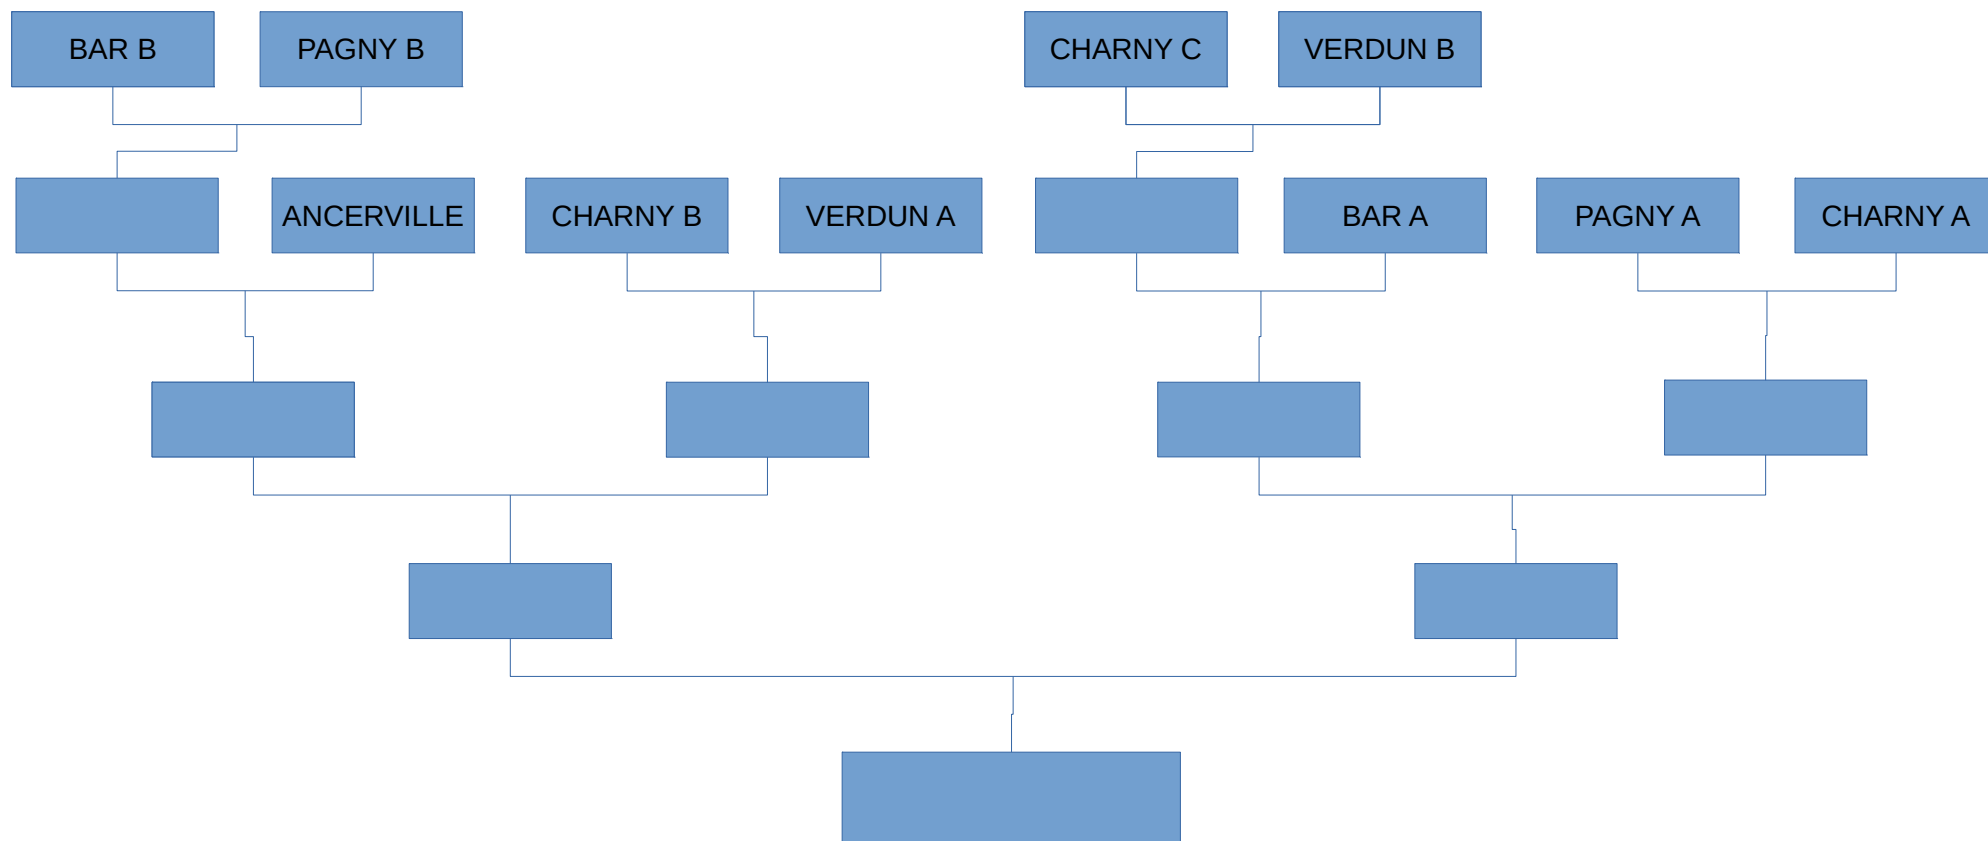 BAR B
PAGNY B
CHARNY C
VERDUN B
ANCERVILLE
CHARNY B
VERDUN A
BAR A
PAGNY A
CHARNY A